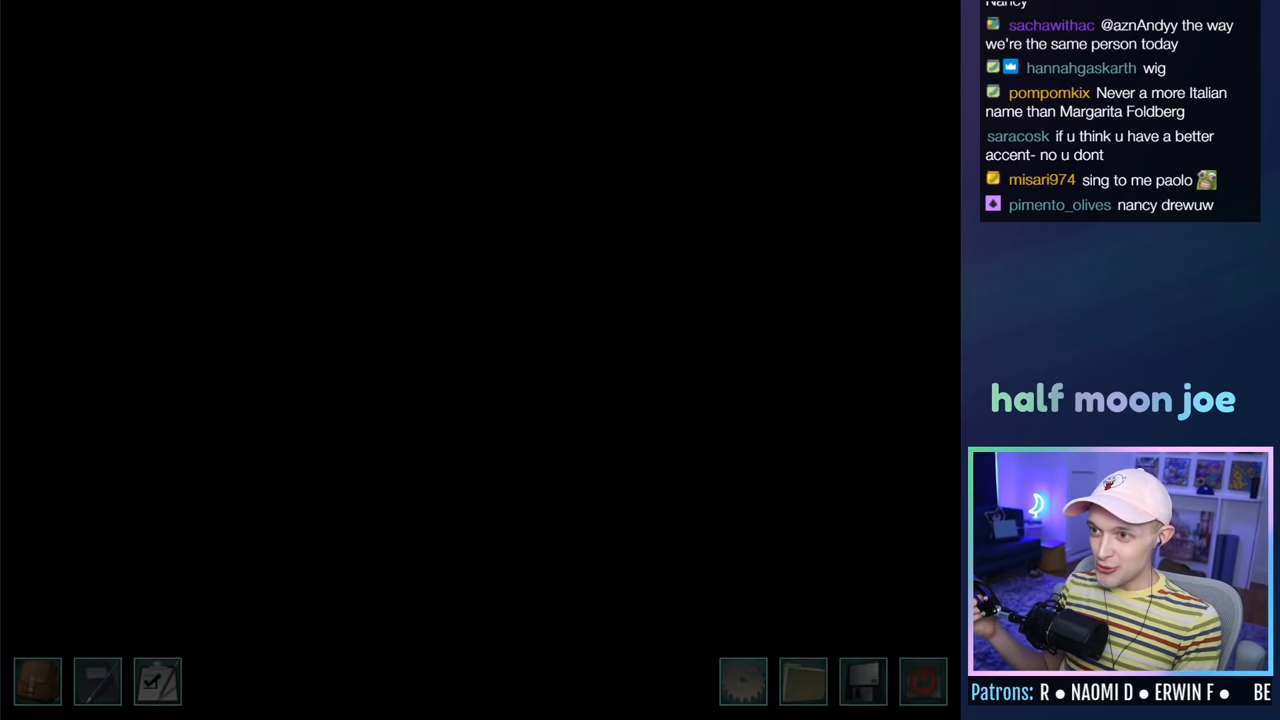 Nancy
sachawithac @aznAndyy the way
we're the same person today
hannahgaskarth wig
pompomkix Never a more Italian
name than Margarita Foldberg
saracosk if u think u have a better
accent- no u dont
misari974 sing to me paolo
pimento_olives nancy drewuw
half moon joe
Patrons: R ● NAOMI D ● ERWIN F ● BE